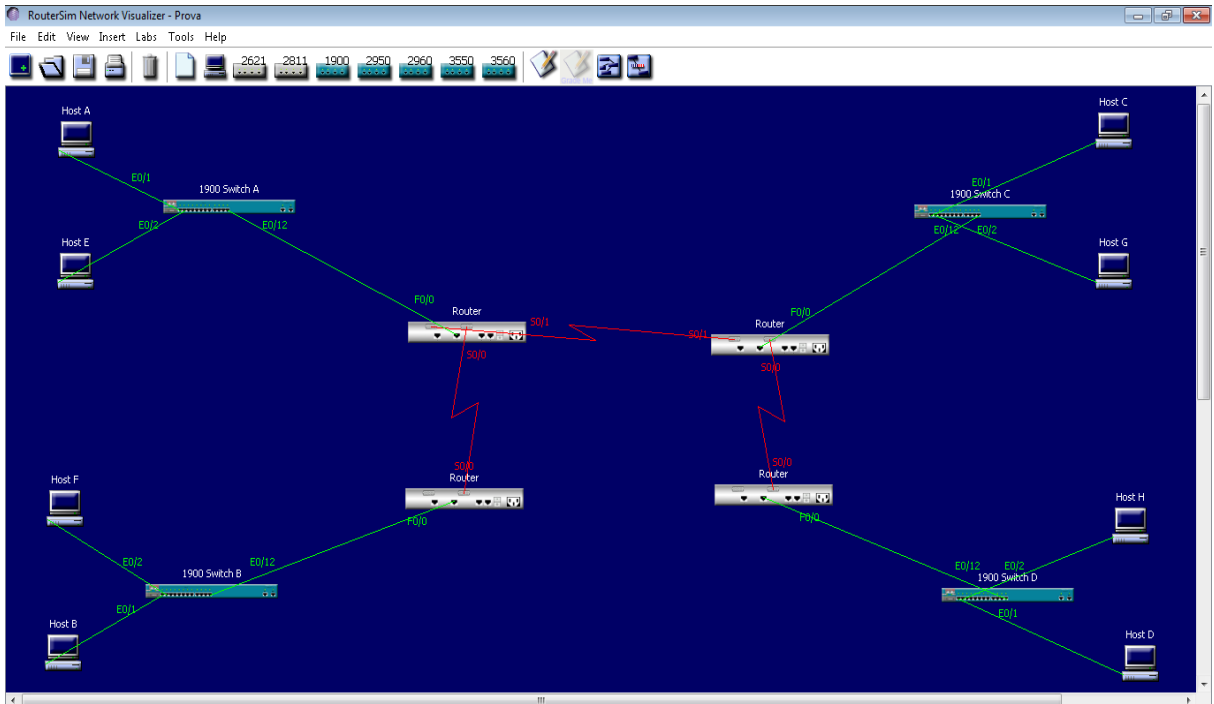 RouterSim Network Visualizer - Prova
File Edit View Insert Labs Tools Help
2621 2811 1900 2950 2960 3550 3560
Grade Me
Host A
Host C
E0/1
E0/1
1900 Switch A
1900 Switch C
E0/2
E0/12
E0/12
E0/2
Host E
Host G
F0/0
F0/0
Router
Router
S0/1
S0/1
S0/0
S0/0
S0/0
S0/0
Router
Router
F0/0
F0/0
Host F
Host H
E0/2
E0/12
E0/12
E0/2
1900 Switch B
1900 Switch D
E0/1
E0/1
Host B
Host D